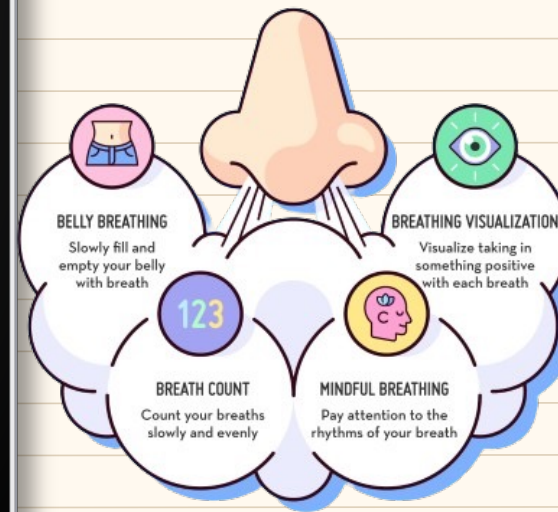 BELLY BREATHING
Slowly fill and
empty your belly
with breath
BREATHING VISUALIZATION
Visualize taking in
something positive
with each breath
123
BREATH COUNT
Count your breaths
slowly and evenly
MINDFUL BREATHING
Pay attention to the
rhythms of your breath